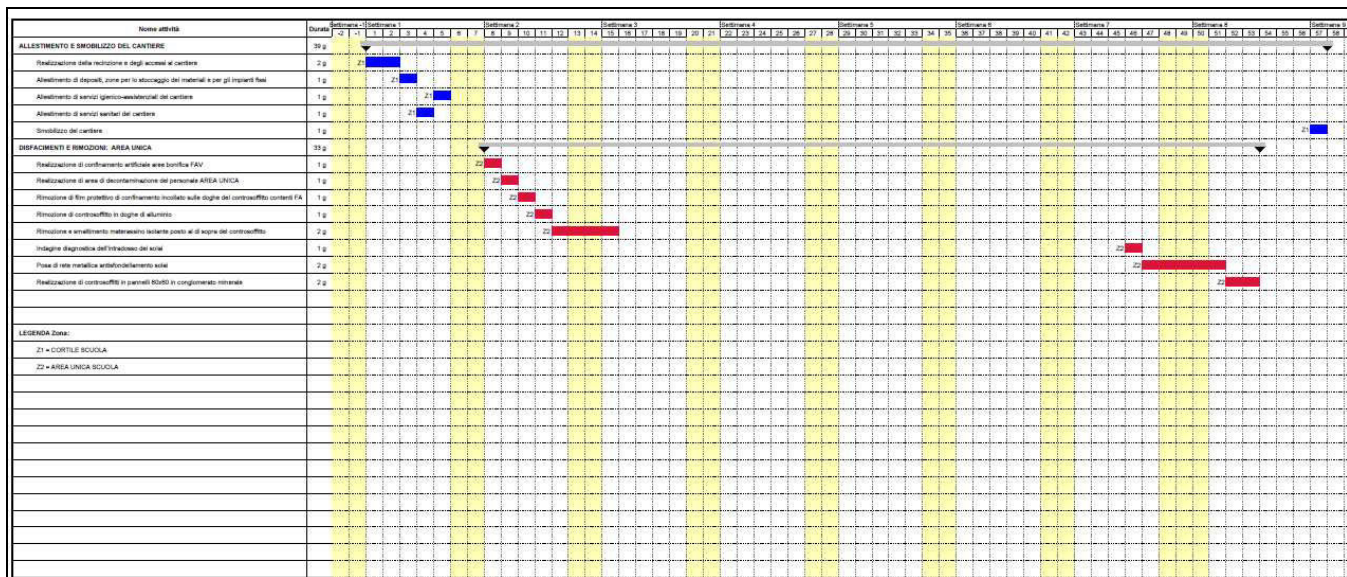 Nome attività Durata Settimana -1 Settimana 1 Settimana 2 Settimana 3 Settimana 4 Settimana 5 Settimana 6 Settimana 7 Settimana 8 Settimana 9
-2 -1 1 2 3 4 5 6 7 8 9 10 11 12 13 14 15 16 17 18 19 20 21 22 23 24 25 26 27 28 29 30 31 32 33 34 35 36 37 38 39 40 41 42 43 44 45 46 47 48 49 50 51 52 53 54 55 56 57 58
ALLESTIMENTO E SMOBILIZZO DEL CANTIERE 39 g
Realizzazione della recinzione e degli accessi al cantiere 2 g Z1
Allestimento di depositi, zone per lo stoccaggio dei materiali e per gli impianti fissi 1 g Z1
Allestimento di servizi igienico-assistenziali del cantiere 1 g Z1
Allestimento di servizi sanitari del cantiere 1 g Z1
Smobilizzo del cantiere 1 g Z1
DISFACIMENTI E RIMOZIONI: AREA UNICA 33 g
Realizzazione di confinamento artificiale aree bonifica FAV 1 g Z2
Realizzazione di area di decontaminazione del personale AREA UNICA 1 g Z2
Rimozione di film protettivo di confinamento incollato sulle doghe del controsoffitto contenti FA 1 g Z2
Rimozione di controsoffitto in doghe di alluminio 1 g Z2
Rimozione e smaltimento materassino isolante posto al di sopra del controsoffitto 2 g Z2
Indagine diagnostica dell'intradosso dei solai 1 g Z2
Posa di rete metallica antisfondellamento solai 2 g Z2
Realizzazione di controsoffitti in pannelli 60x60 in conglomerato minerale 2 g Z2
LEGENDA Zona:
Z1 = CORTILE SCUOLA
Z2 = AREA UNICA SCUOLA